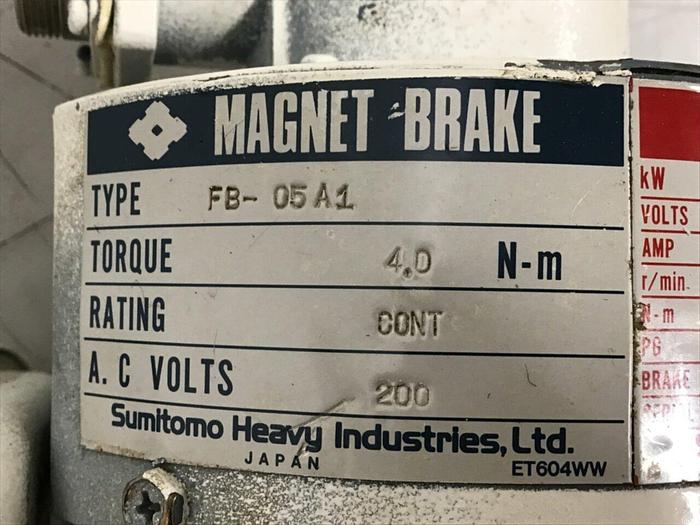 MAGNET BRAKE
TYPE FB-05A1
TORQUE 4.0 N-m
RATING CONT
A.C VOLTS 200
Sumitomo Heavy Industries, Ltd.
JAPAN ET604WW
kW
VOLTS
AMP
r/min.
N-m
PG
BRAKE